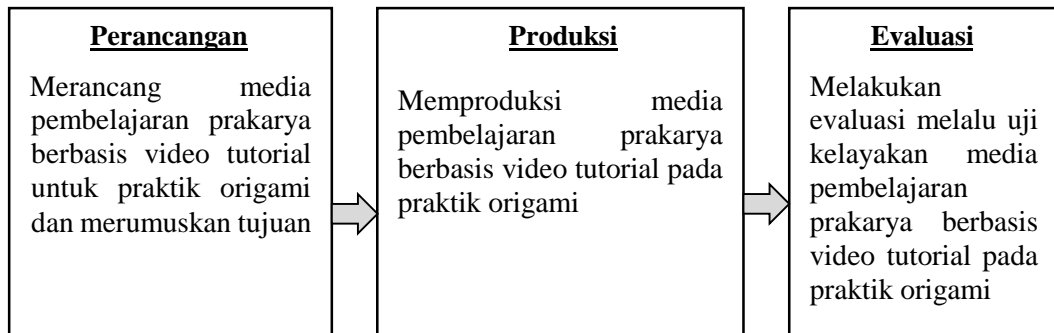 Perancangan
Merancang media
pembelajaran prakarya
berbasis video tutorial
untuk praktik origami
dan merumuskan tujuan
Produksi
Memproduksi media
pembelajaran prakarya
berbasis video tutorial pada
praktik origami
Evaluasi
Melakukan
evaluasi melalu uji
kelayakan media
pembelajaran
prakarya berbasis
video tutorial pada
praktik origami